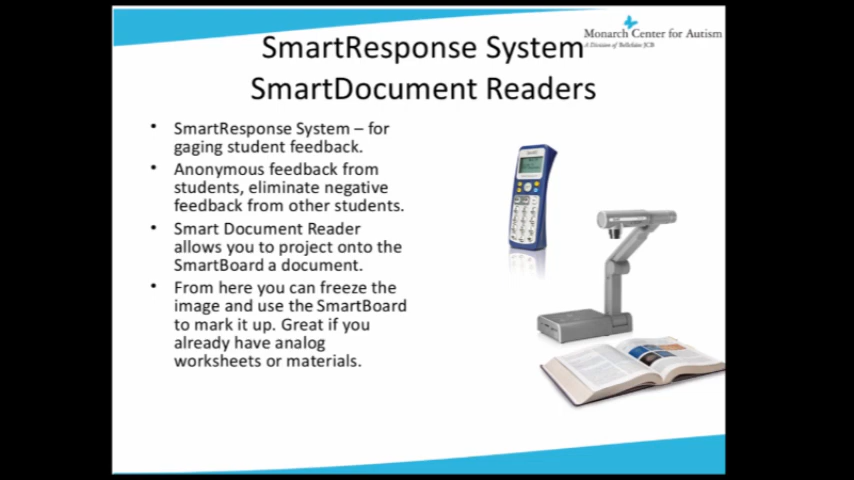 Monarch Center for Autism
A Division of Bellefaire JCB
SmartResponse System
SmartDocument Readers
• SmartResponse System – for
gaging student feedback.
• Anonymous feedback from
students, eliminate negative
feedback from other students.
• Smart Document Reader
allows you to project onto the
SmartBoard a document.
• From here you can freeze the
image and use the SmartBoard
to mark it up. Great if you
already have analog
worksheets or materials.